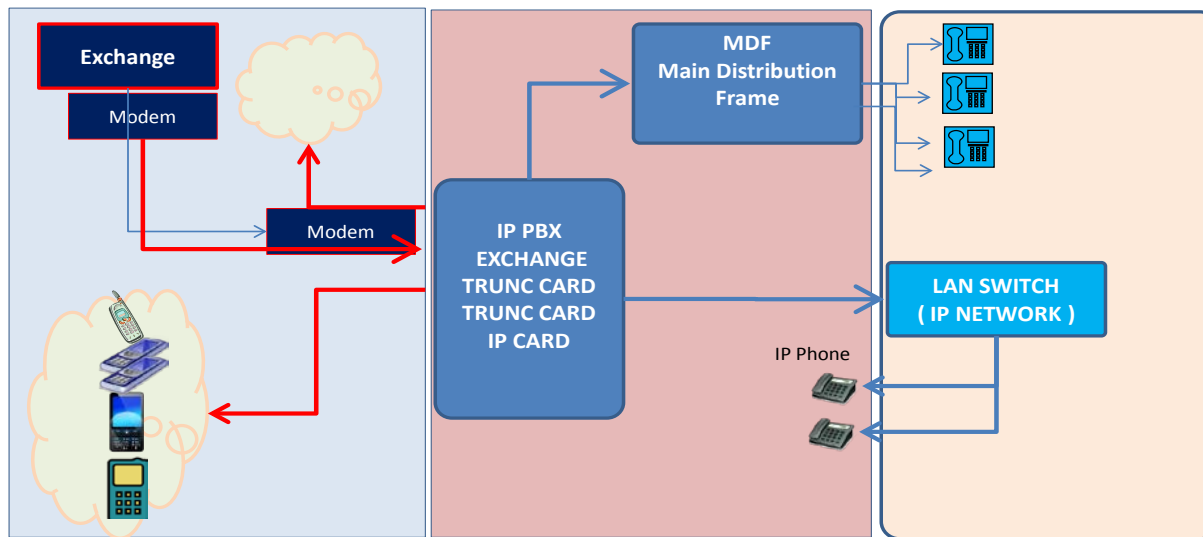 Exchange
Modem
Modem
MDF
Main Distribution
Frame
IP PBX
EXCHANGE
TRUNC CARD
TRUNC CARD
IP CARD
LAN SWITCH
( IP NETWORK )
IP Phone